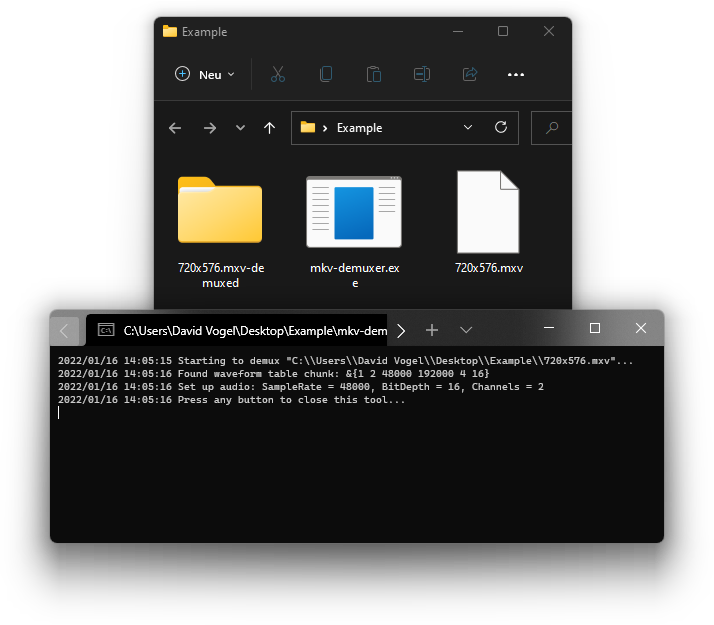 Example
Neu
Example
720x576.mxv-de
muxed
mkv-demuxer.ex
e
720x576.mxv
C:\Users\David Vogel\Desktop\Example\mkv-dem
2022/01/16 14:05:15 Starting to demux "C:\\Users\\David Vogel\\Desktop\\Example\\720x576.mxv"...
2022/01/16 14:05:16 Found waveform table chunk: &{1 2 48000 192000 4 16}
2022/01/16 14:05:16 Set up audio: SampleRate = 48000, BitDepth = 16, Channels = 2
2022/01/16 14:05:16 Press any button to close this tool...